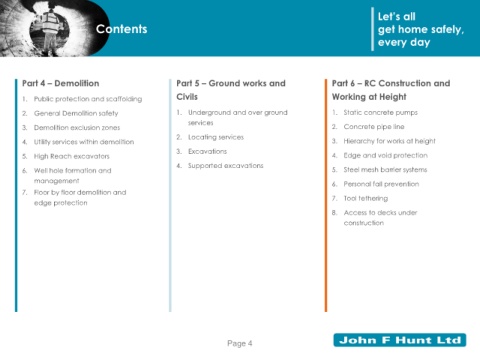 Contents
Let's all
get home safely,
every day
Part 4 – Demolition
1. Public protection and scaffolding
2. General Demolition safety
3. Demolition exclusion zones
4. Utility services within demolition
5. High Reach excavators
6. Well hole formation and
management
7. Floor by floor demolition and
edge protection
Part 5 – Ground works and
Civils
1. Underground and over ground
services
2. Locating services
3. Excavations
4. Supported excavations
Part 6 – RC Construction and
Working at Height
1. Static concrete pumps
2. Concrete pipe line
3. Hierarchy for works at height
4. Edge and void protection
5. Steel mesh barrier systems
6. Personal fall prevention
7. Tool tethering
8. Access to decks under
construction
Page 4
John F Hunt Ltd